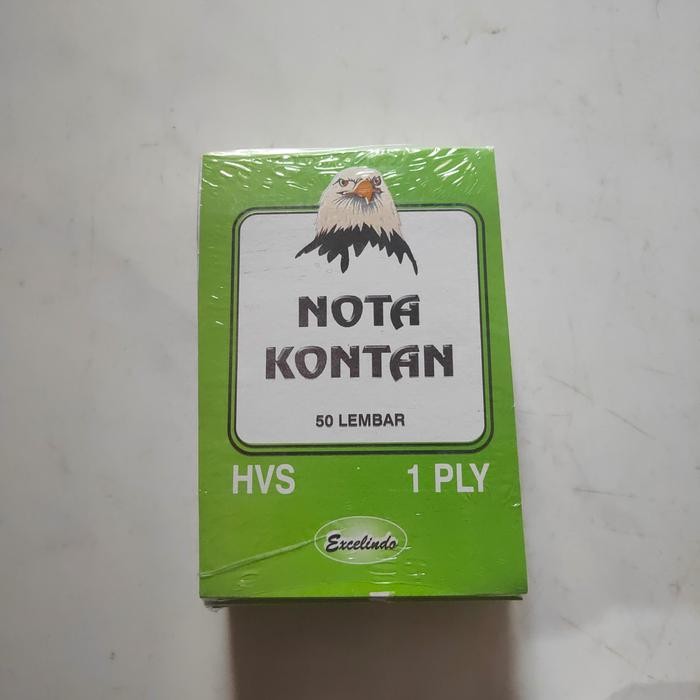 NOTA
KONTAN
50 LEMBAR
HVS 1 PLY
Excelindo